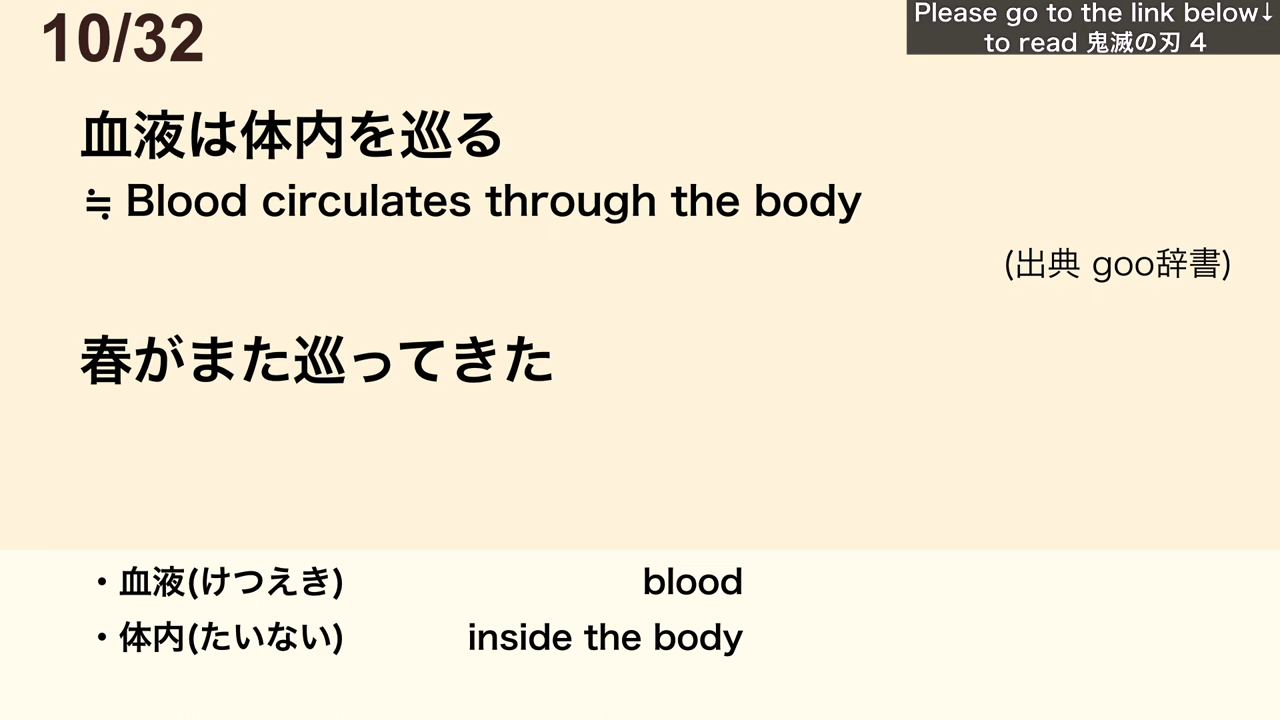 10/32
Please go to the link below↓
to read 鬼滅の刃 4
血液は体内を巡る
≒ Blood circulates through the body
(出典 goo辞書)
春がまた巡ってきた
・血液(けつえき) blood
・体内(たいない) inside the body